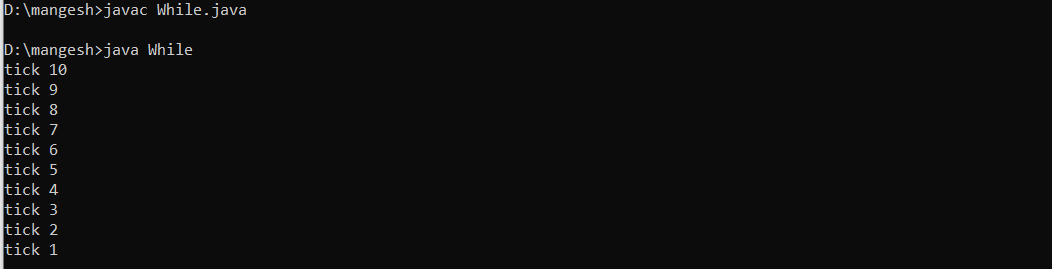 D:\mangesh>javac While.java
D:\mangesh>java While
tick 10
tick 9
tick 8
tick 7
tick 6
tick 5
tick 4
tick 3
tick 2
tick 1